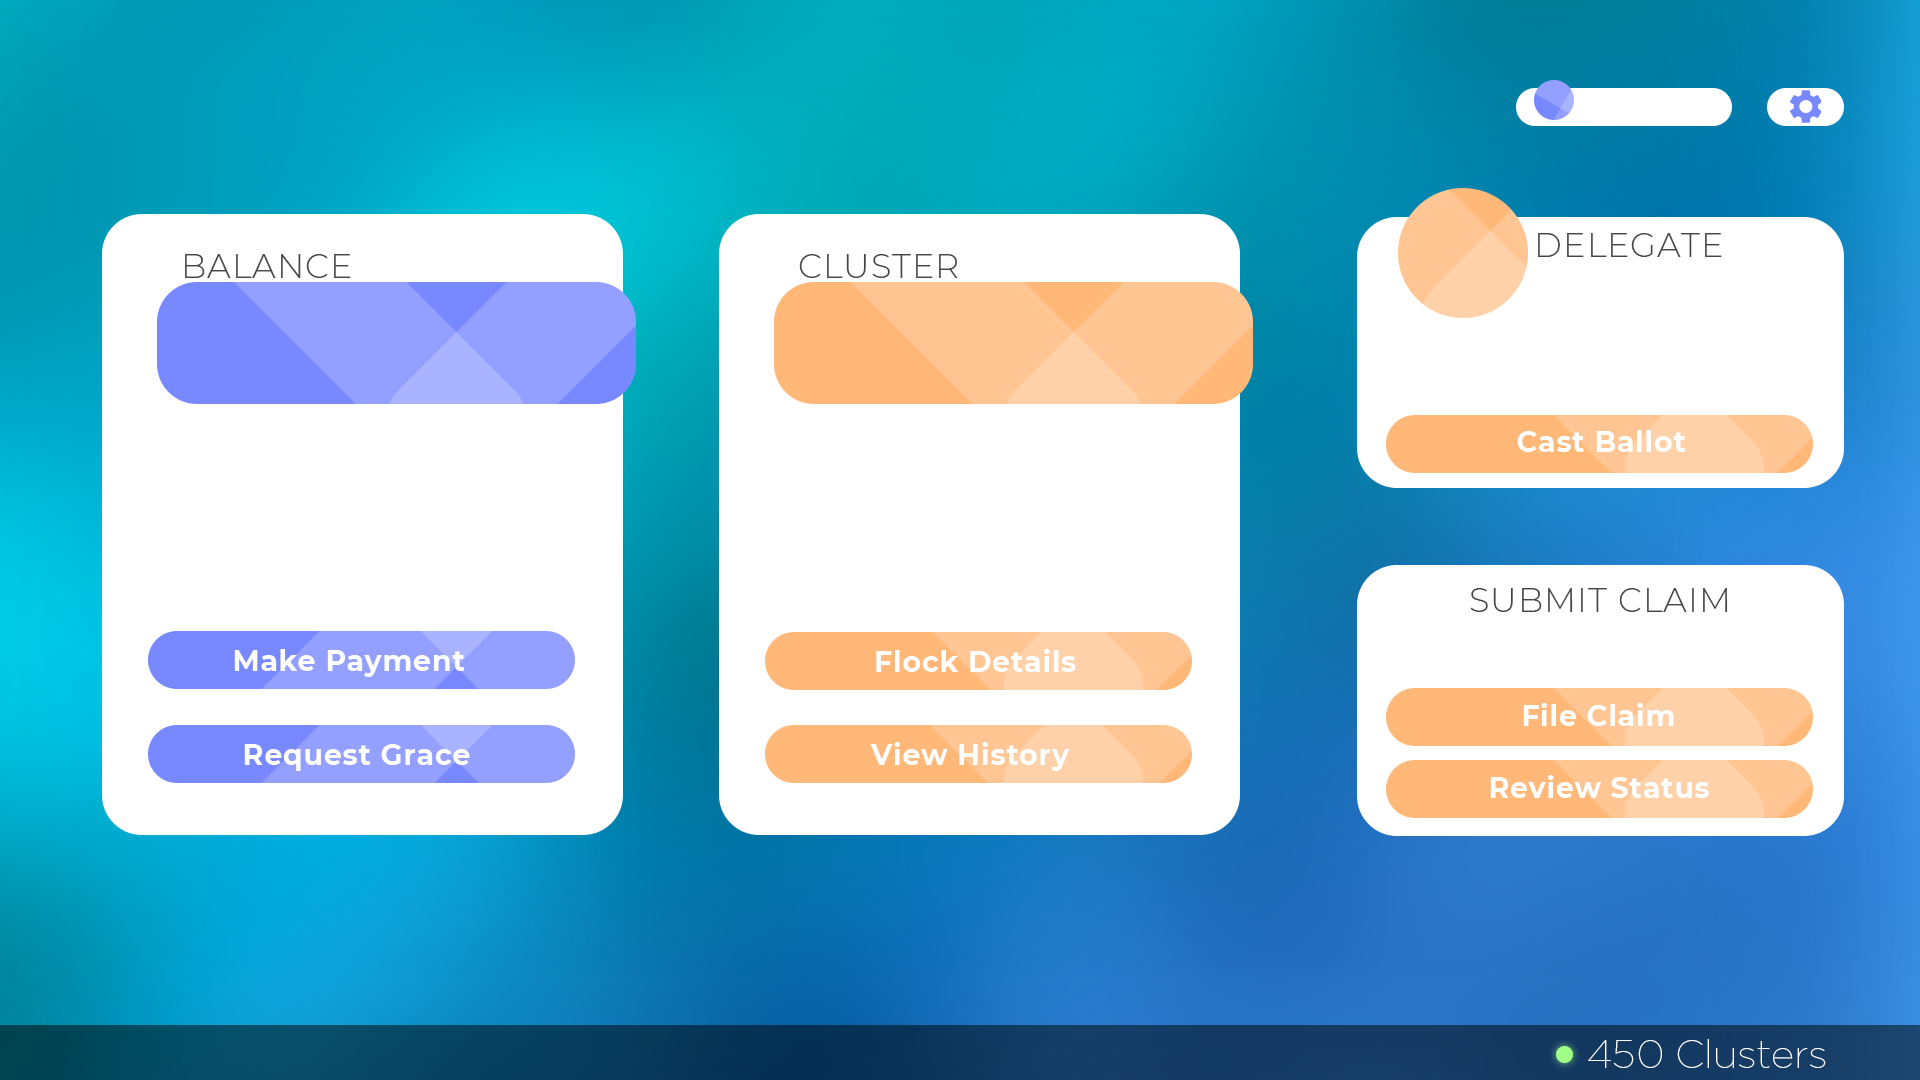 BALANCE
Make Payment
Request Grace
CLUSTER
Flock Details
View History
DELEGATE
Cast Ballot
SUBMIT CLAIM
File Claim
Review Status
450 Clusters